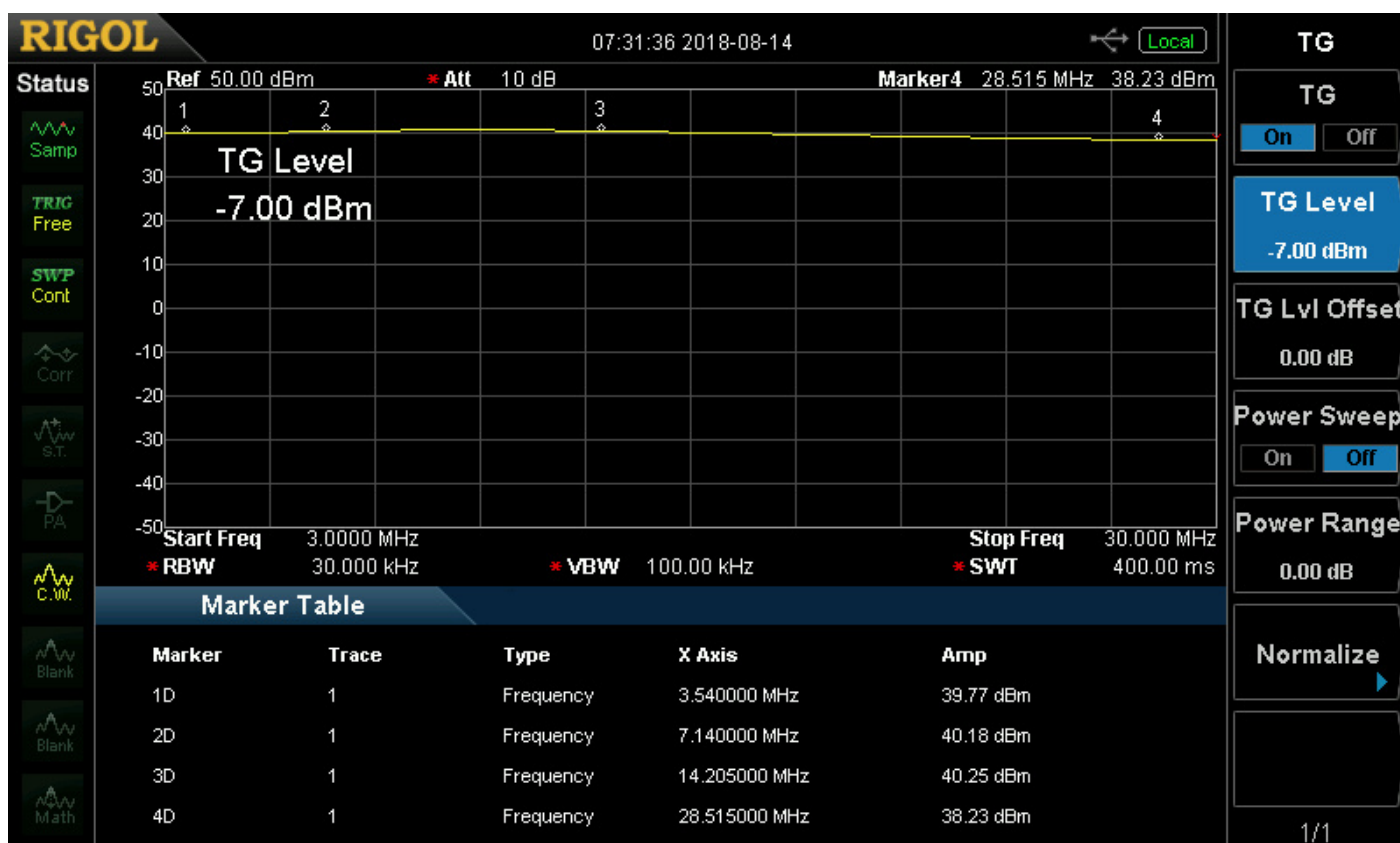 RIGOL
07:31:36 2018-08-14
Local
TG
Status
Ref 50.00 dBm * Att 10 dB Marker4 28.515 MHz 38.23 dBm
50
1 2 3 4
40
TG Level
30
-7.00 dBm
20
10
0
-10
-20
-30
-40
-50
Start Freq 3.0000 MHz Stop Freq 30.000 MHz
* RBW 30.000 kHz * VBW 100.00 kHz * SWT 400.00 ms
Samp
TRIG
Free
SWP
Cont
Corr
S.T.
PA
C.W.
Blank
Blank
Math
Marker Table
Marker Trace Type X Axis Amp
1D 1 Frequency 3.540000 MHz 39.77 dBm
2D 1 Frequency 7.140000 MHz 40.18 dBm
3D 1 Frequency 14.205000 MHz 40.25 dBm
4D 1 Frequency 28.515000 MHz 38.23 dBm
TG
On Off
TG Level
-7.00 dBm
TG Lvl Offset
0.00 dB
Power Sweep
On Off
Power Range
0.00 dB
Normalize
1/1